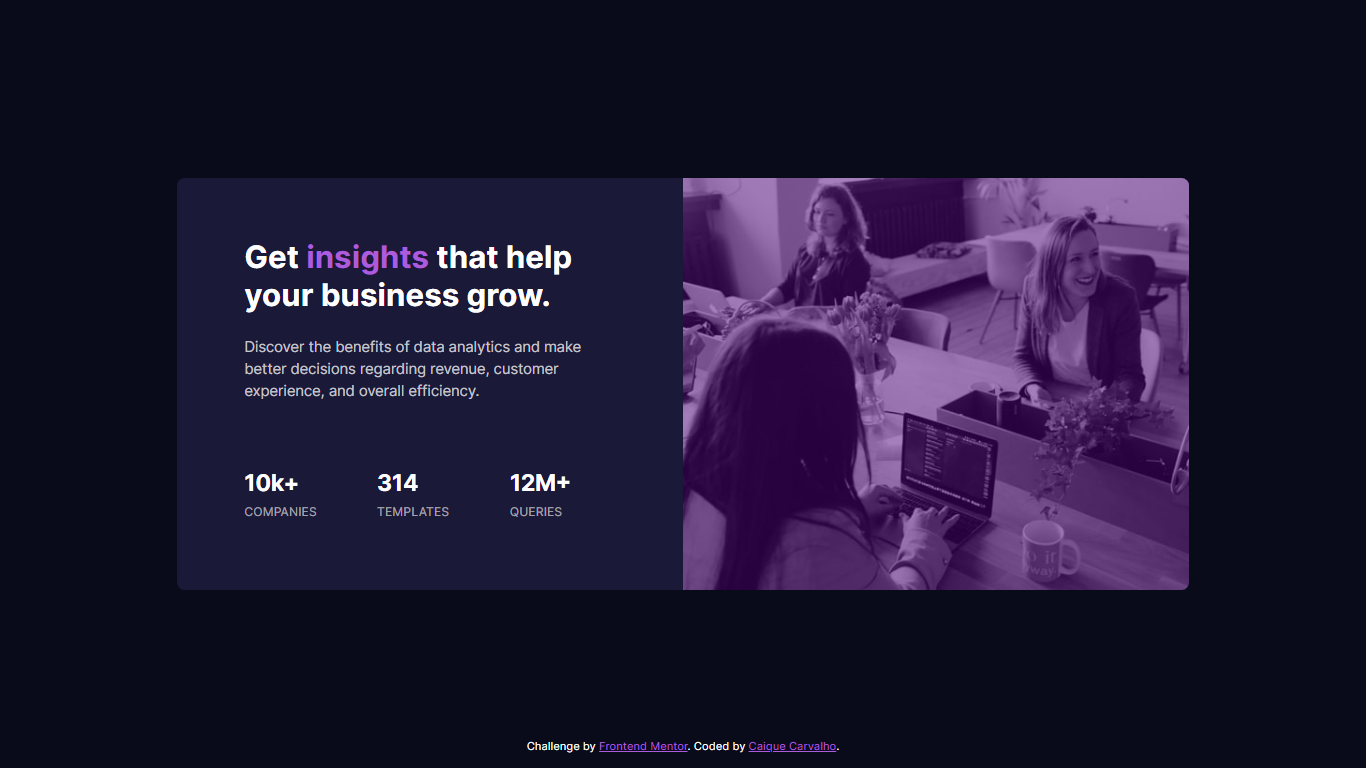 Get insights that help
your business grow.
Discover the benefits of data analytics and make
better decisions regarding revenue, customer
experience, and overall efficiency.
10k+ 314 12M+
COMPANIES TEMPLATES QUERIES
Challenge by Frontend Mentor. Coded by Caique Carvalho.